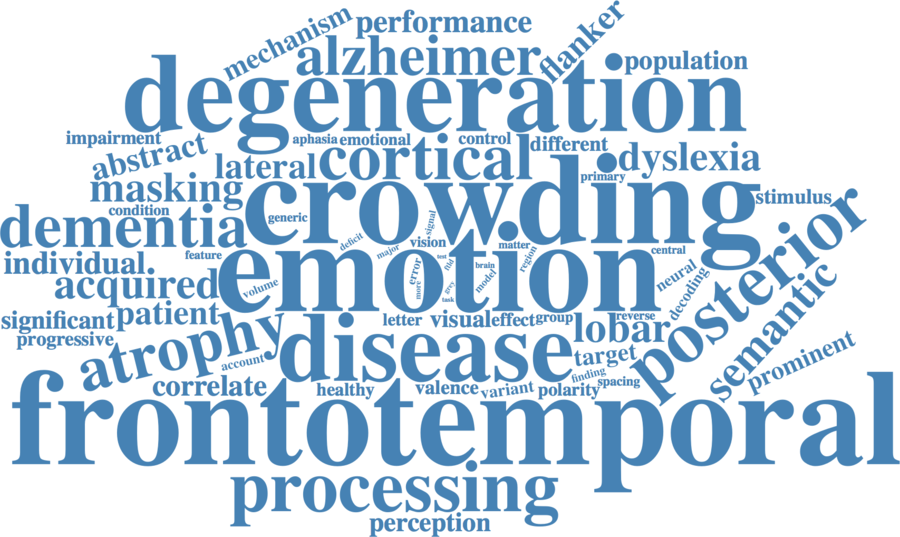 mechanism
performance
flanker
alzheimer
population
degeneration
impairment
aphasia
emotional
control
different
abstract
lateral
cortical
dyslexia
masking
crowding
primary
stimulus
condition
generic
dementia
signal
posterior
deficit
vision
matter
feature
major
test
region
central
individual
emotion
error
ftld
brain
neural
acquired
volume
more
grey
model
decoding
semantic
task
significant
patient
letter
visual
effect
group
reverse
lobar
progressive
atrophy
disease
target
prominent
account
finding
correlate
healthy
valence
variant
polarity
spacing
frontotemporal
processing
perception